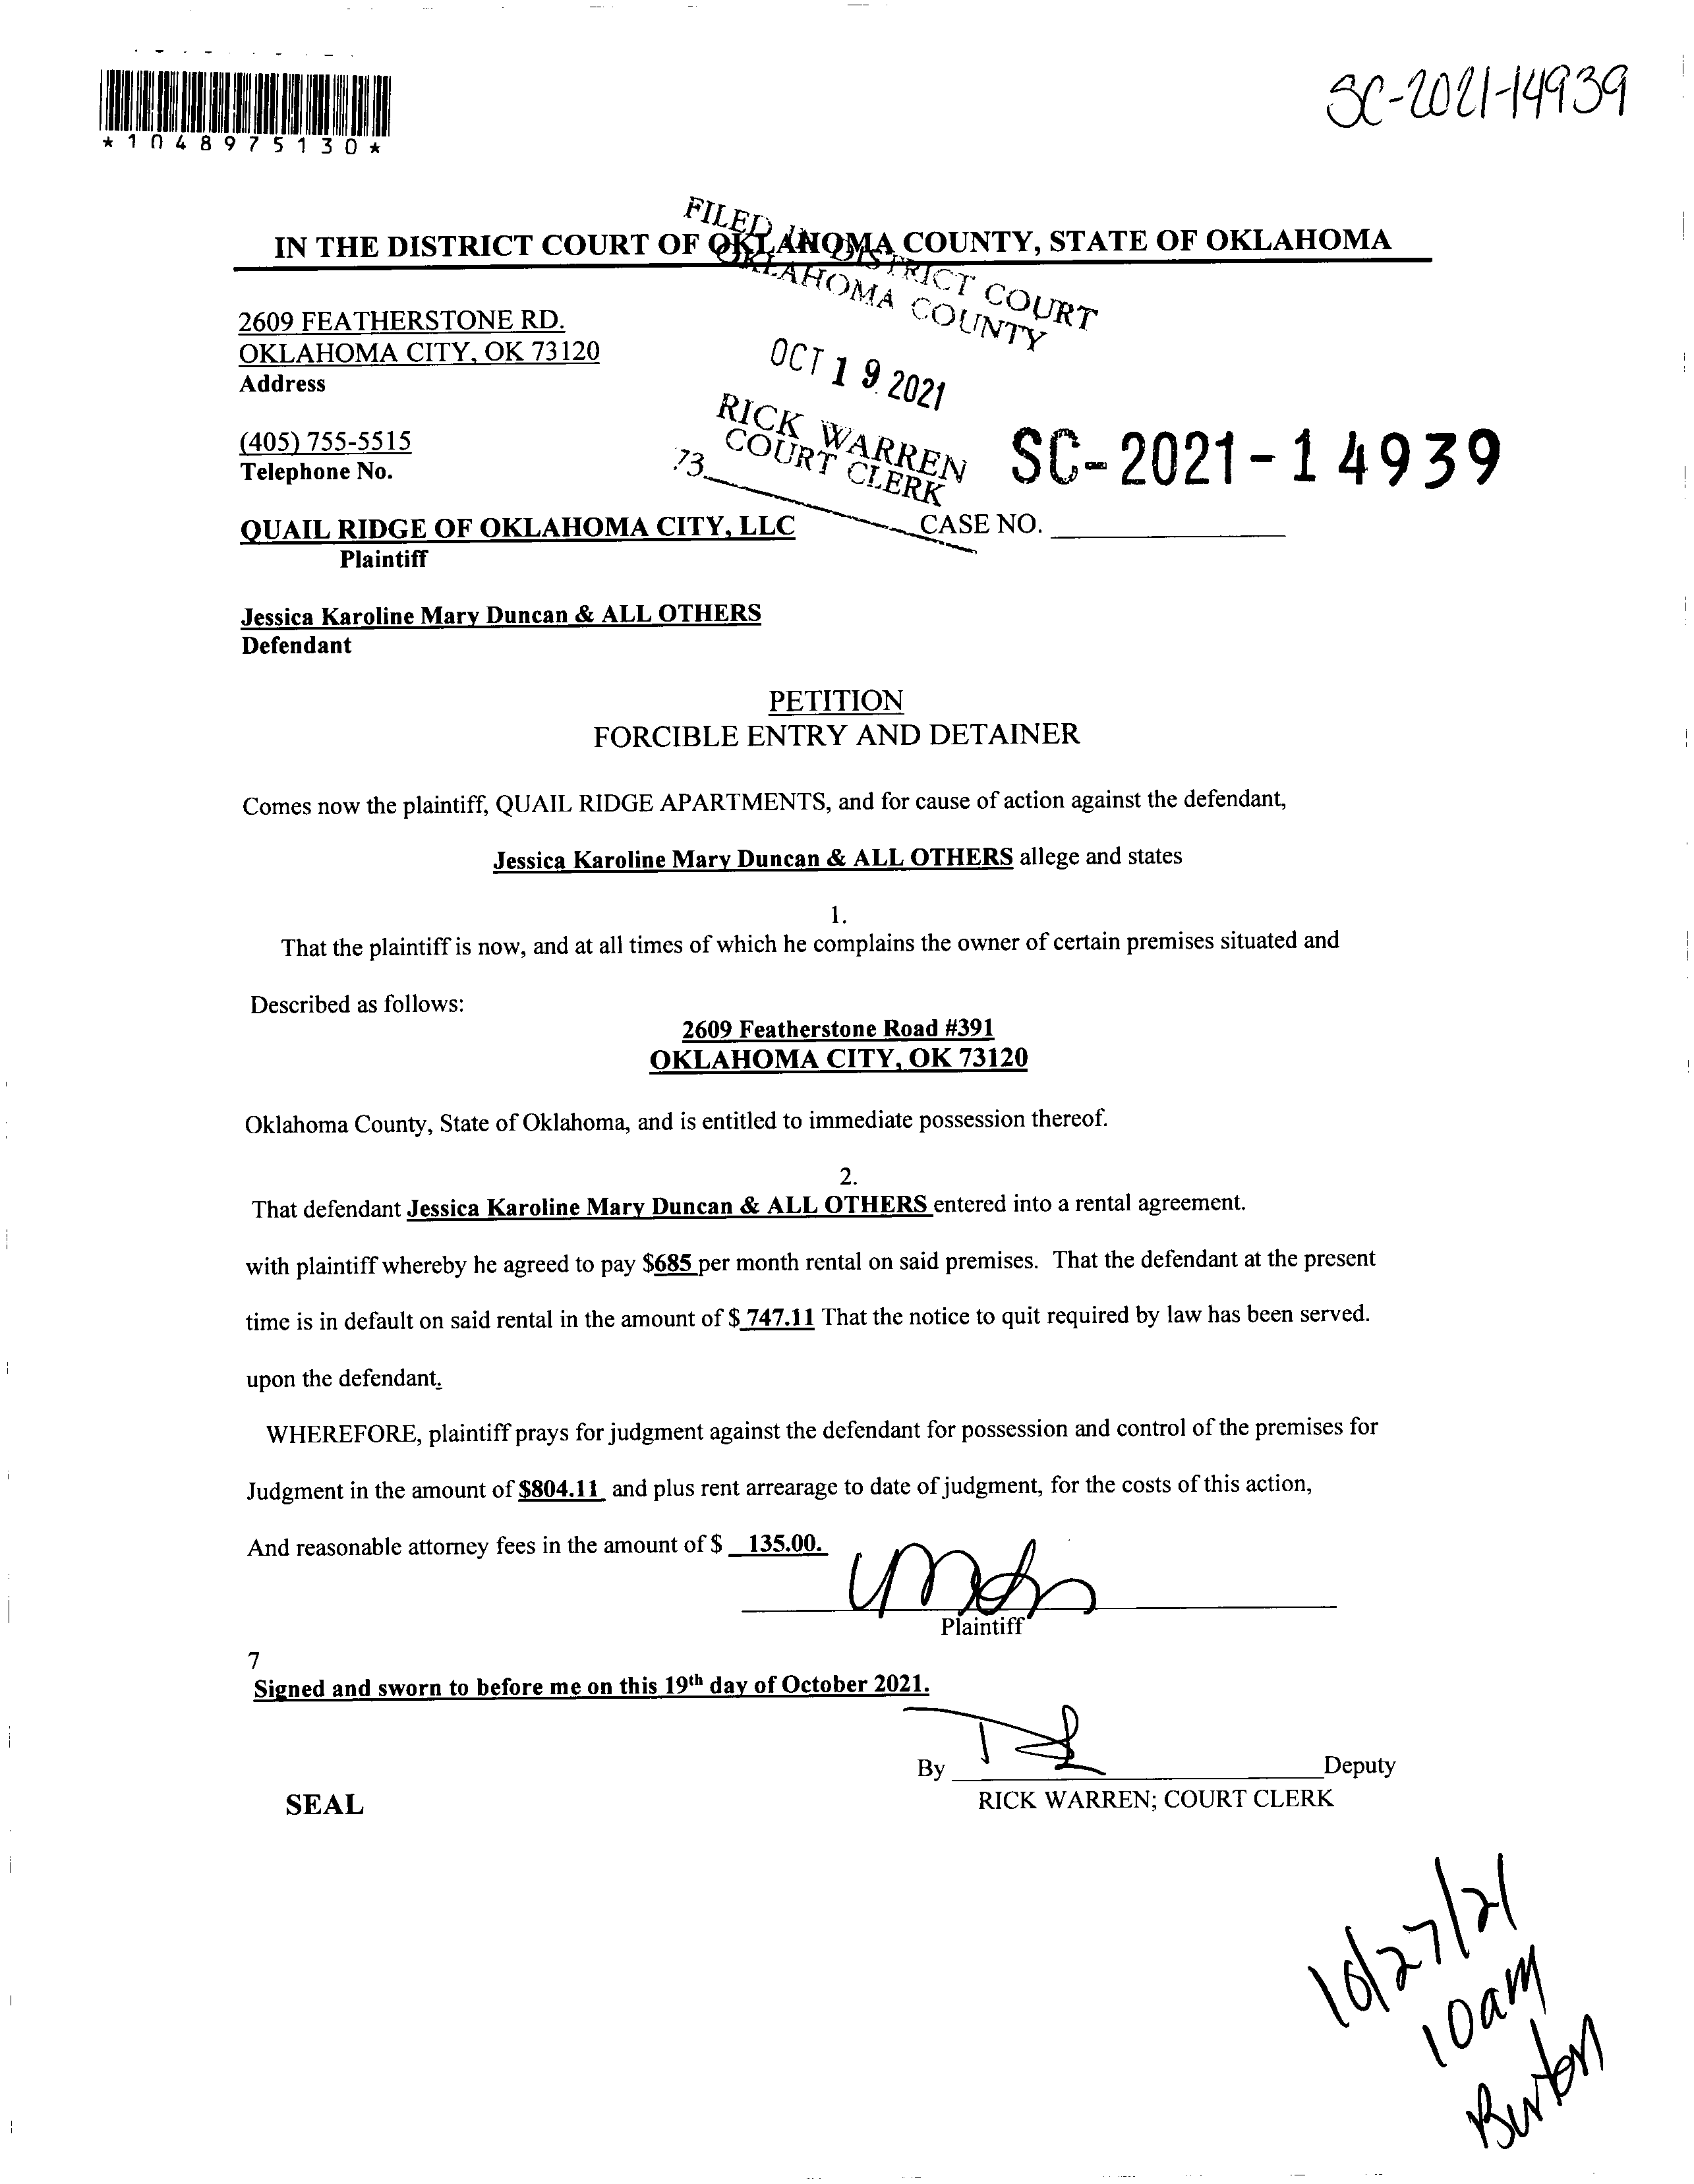 *1048975130*
SC-2021-14939
IN THE DISTRICT COURT OF OKLAHOMA COUNTY, STATE OF OKLAHOMA
FILED IN DISTRICT COURT
OKLAHOMA COUNTY
2609 FEATHERSTONE RD.
OKLAHOMA CITY, OK 73120
Address
OCT 19 2021
(405) 755-5515
Telephone No.
RICK WARREN
COURT CLERK
73
SC-2021-14939
QUAIL RIDGE OF OKLAHOMA CITY, LLC
CASE NO.
Plaintiff
Jessica Karoline Mary Duncan & ALL OTHERS
Defendant
PETITION
FORCIBLE ENTRY AND DETAINER
Comes now the plaintiff, QUAIL RIDGE APARTMENTS, and for cause of action against the defendant,
Jessica Karoline Mary Duncan & ALL OTHERS allege and states
1.
That the plaintiff is now, and at all times of which he complains the owner of certain premises situated and
Described as follows:
2609 Featherstone Road #391
OKLAHOMA CITY, OK 73120
Oklahoma County, State of Oklahoma, and is entitled to immediate possession thereof.
2.
That defendant Jessica Karoline Mary Duncan & ALL OTHERS entered into a rental agreement.
with plaintiff whereby he agreed to pay $685 per month rental on said premises. That the defendant at the present
time is in default on said rental in the amount of $ 747.11 That the notice to quit required by law has been served.
upon the defendant.
WHEREFORE, plaintiff prays for judgment against the defendant for possession and control of the premises for
Judgment in the amount of $804.11 and plus rent arrearage to date of judgment, for the costs of this action,
And reasonable attorney fees in the amount of $ 135.00.
Plaintiff
7
Signed and sworn to before me on this 19th day of October 2021.
By Deputy
SEAL
RICK WARREN; COURT CLERK
10/27/21
10am
Burton